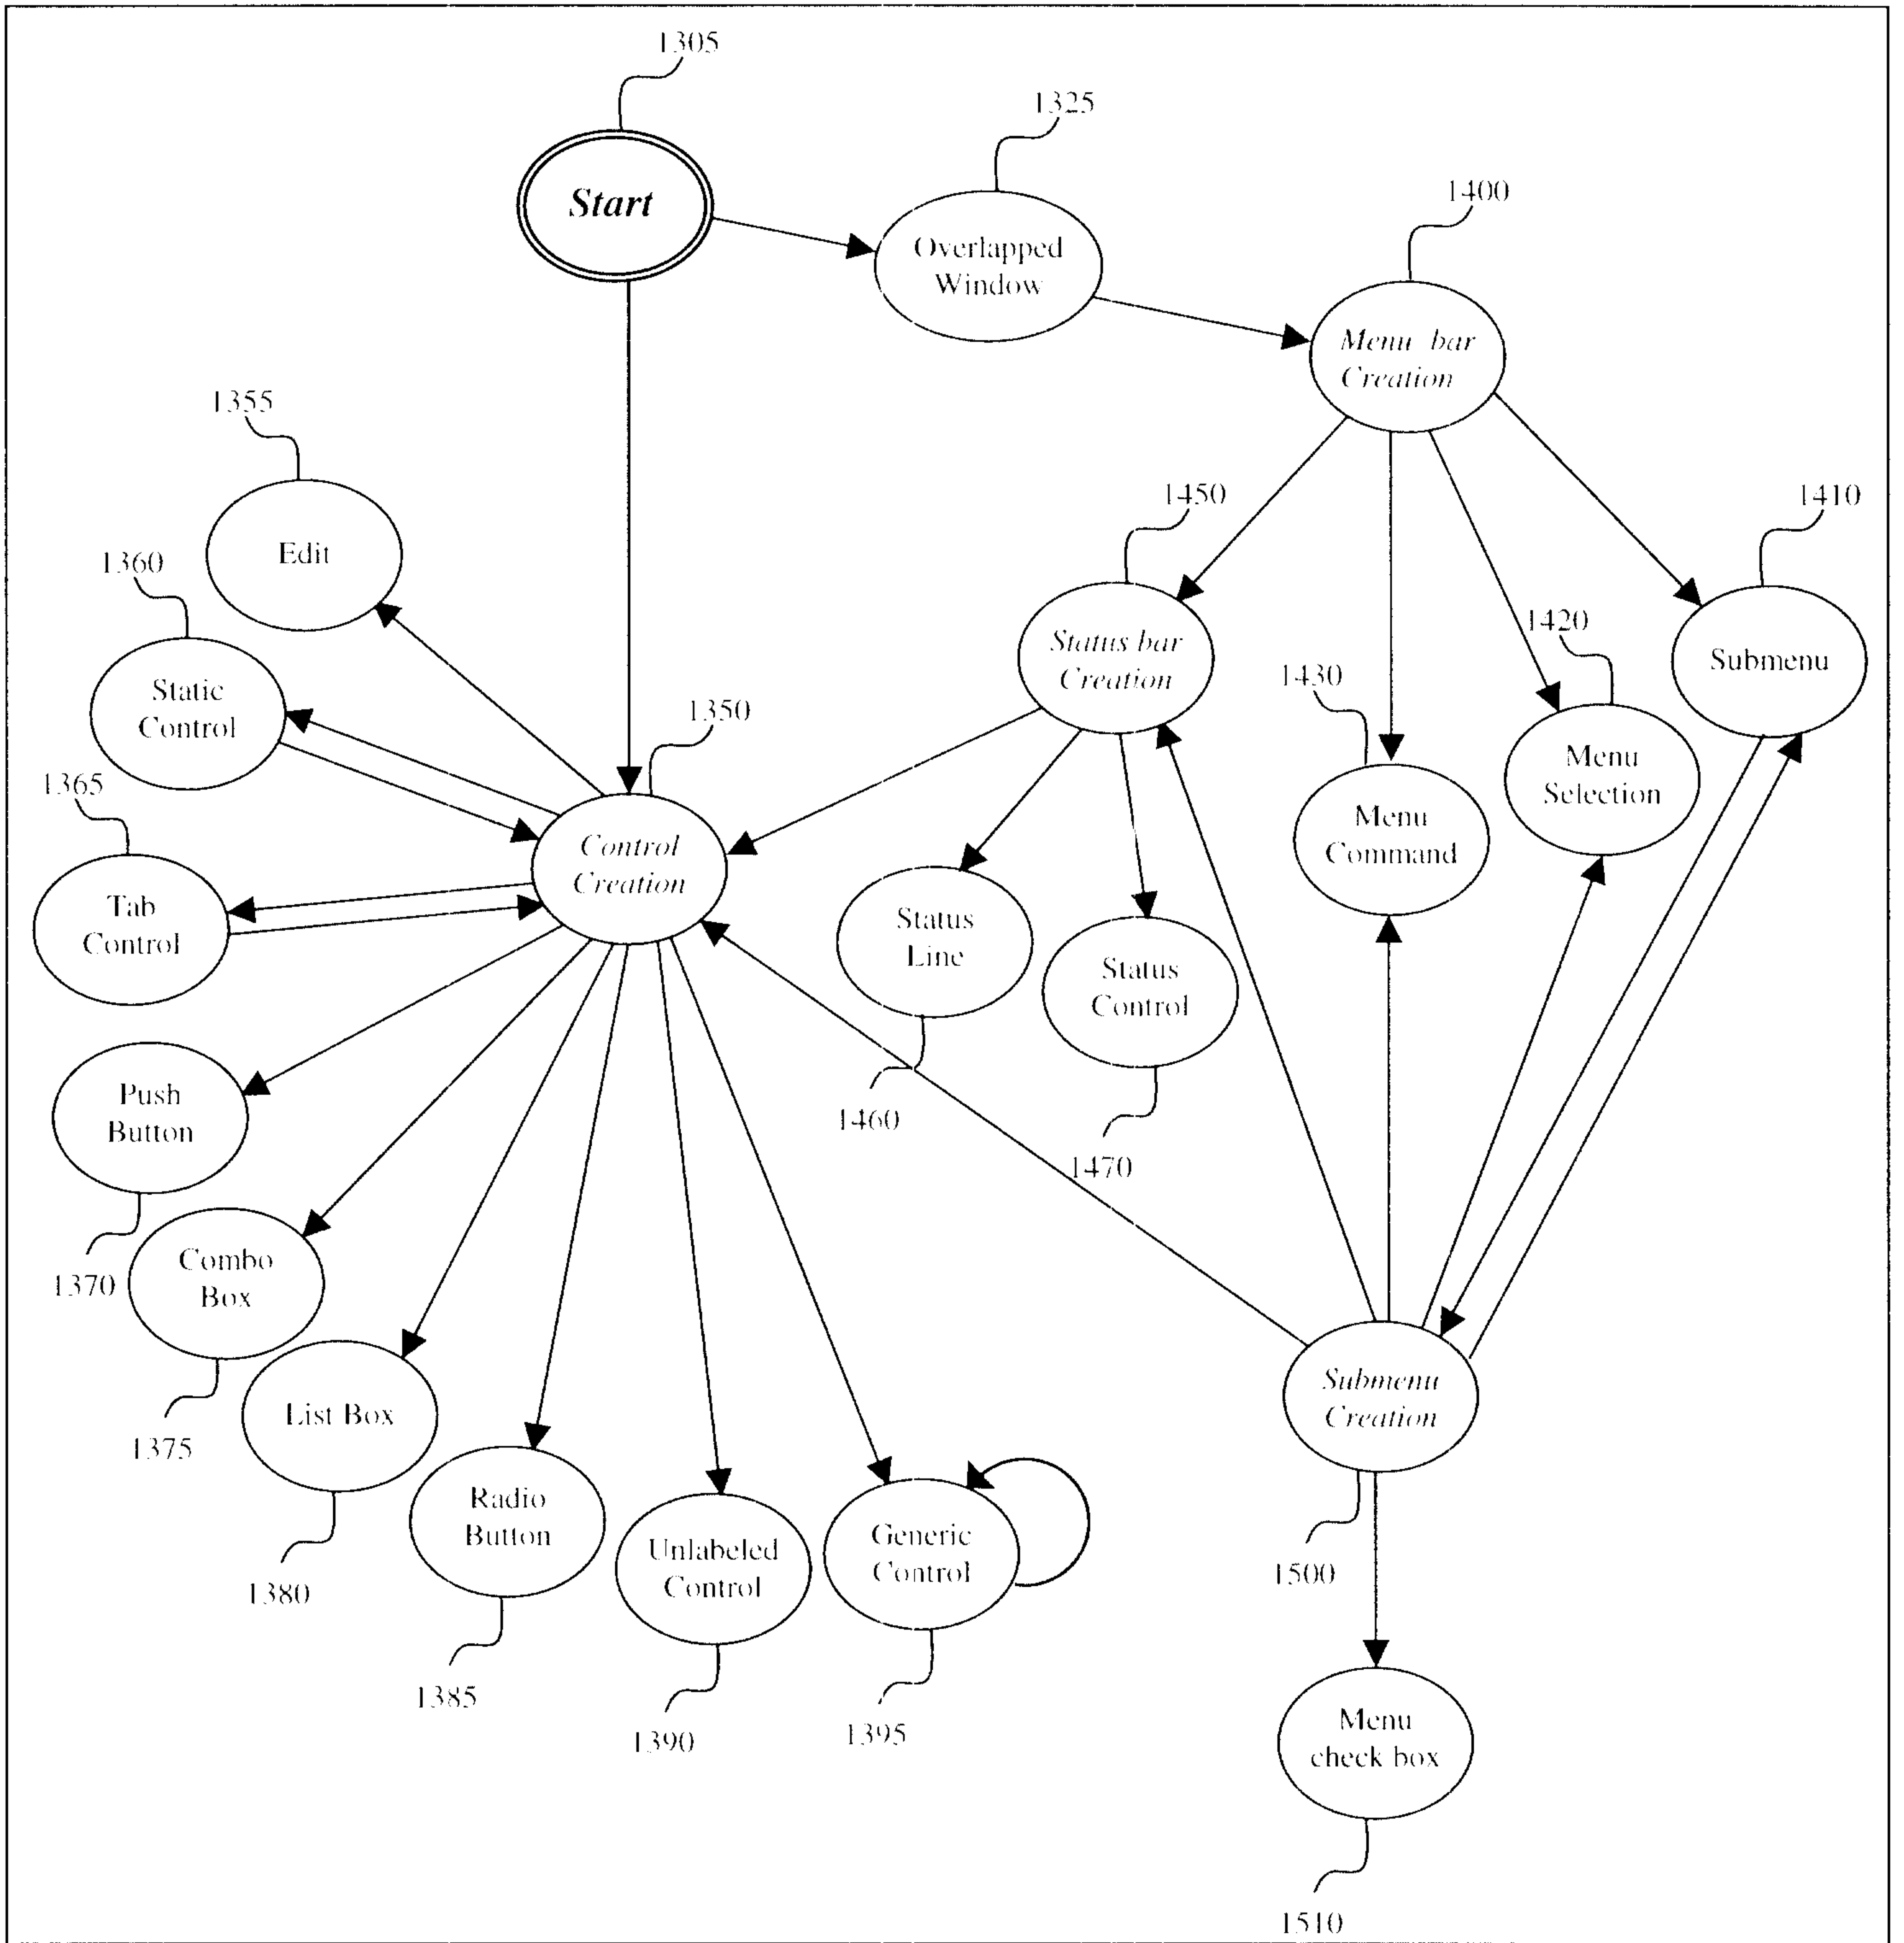 1305
1325
Start
1400
Overlapped
Window
Menu bar
Creation
1355
1450
1410
Edit
1360
1420
Status bar
Creation
Submenu
1430
Static
Control
1350
Menu
Selection
1365
Menu
Command
Control
Creation
Tab
Control
Status
Line
Status
Control
Push
Button
1460
1470
1370
Combo
Box
Submenu
Creation
List Box
1375
Radio
Button
Unlabeled
Control
Generic
Control
1380
1500
1385
1390
1395
Menu
check box
1510